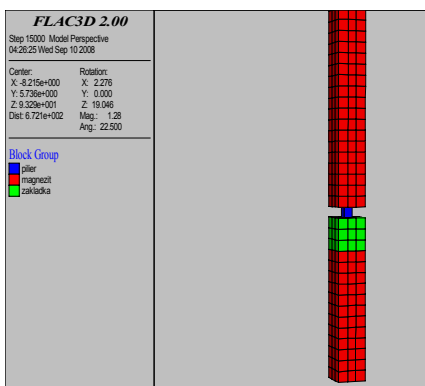 FLAC3D 2.00
Step 15000 Model Perspective
04:26:25 Wed Sep 10 2008
Center: Rotation:
X: -8.215e+000 X: 2.276
Y: 5.736e+000 Y: 0.000
Z: 9.329e+001 Z: 19.046
Dist: 6.721e+002 Mag.: 1.28
Ang.: 22.500
Block Group
pilier
magnezit
zakladka